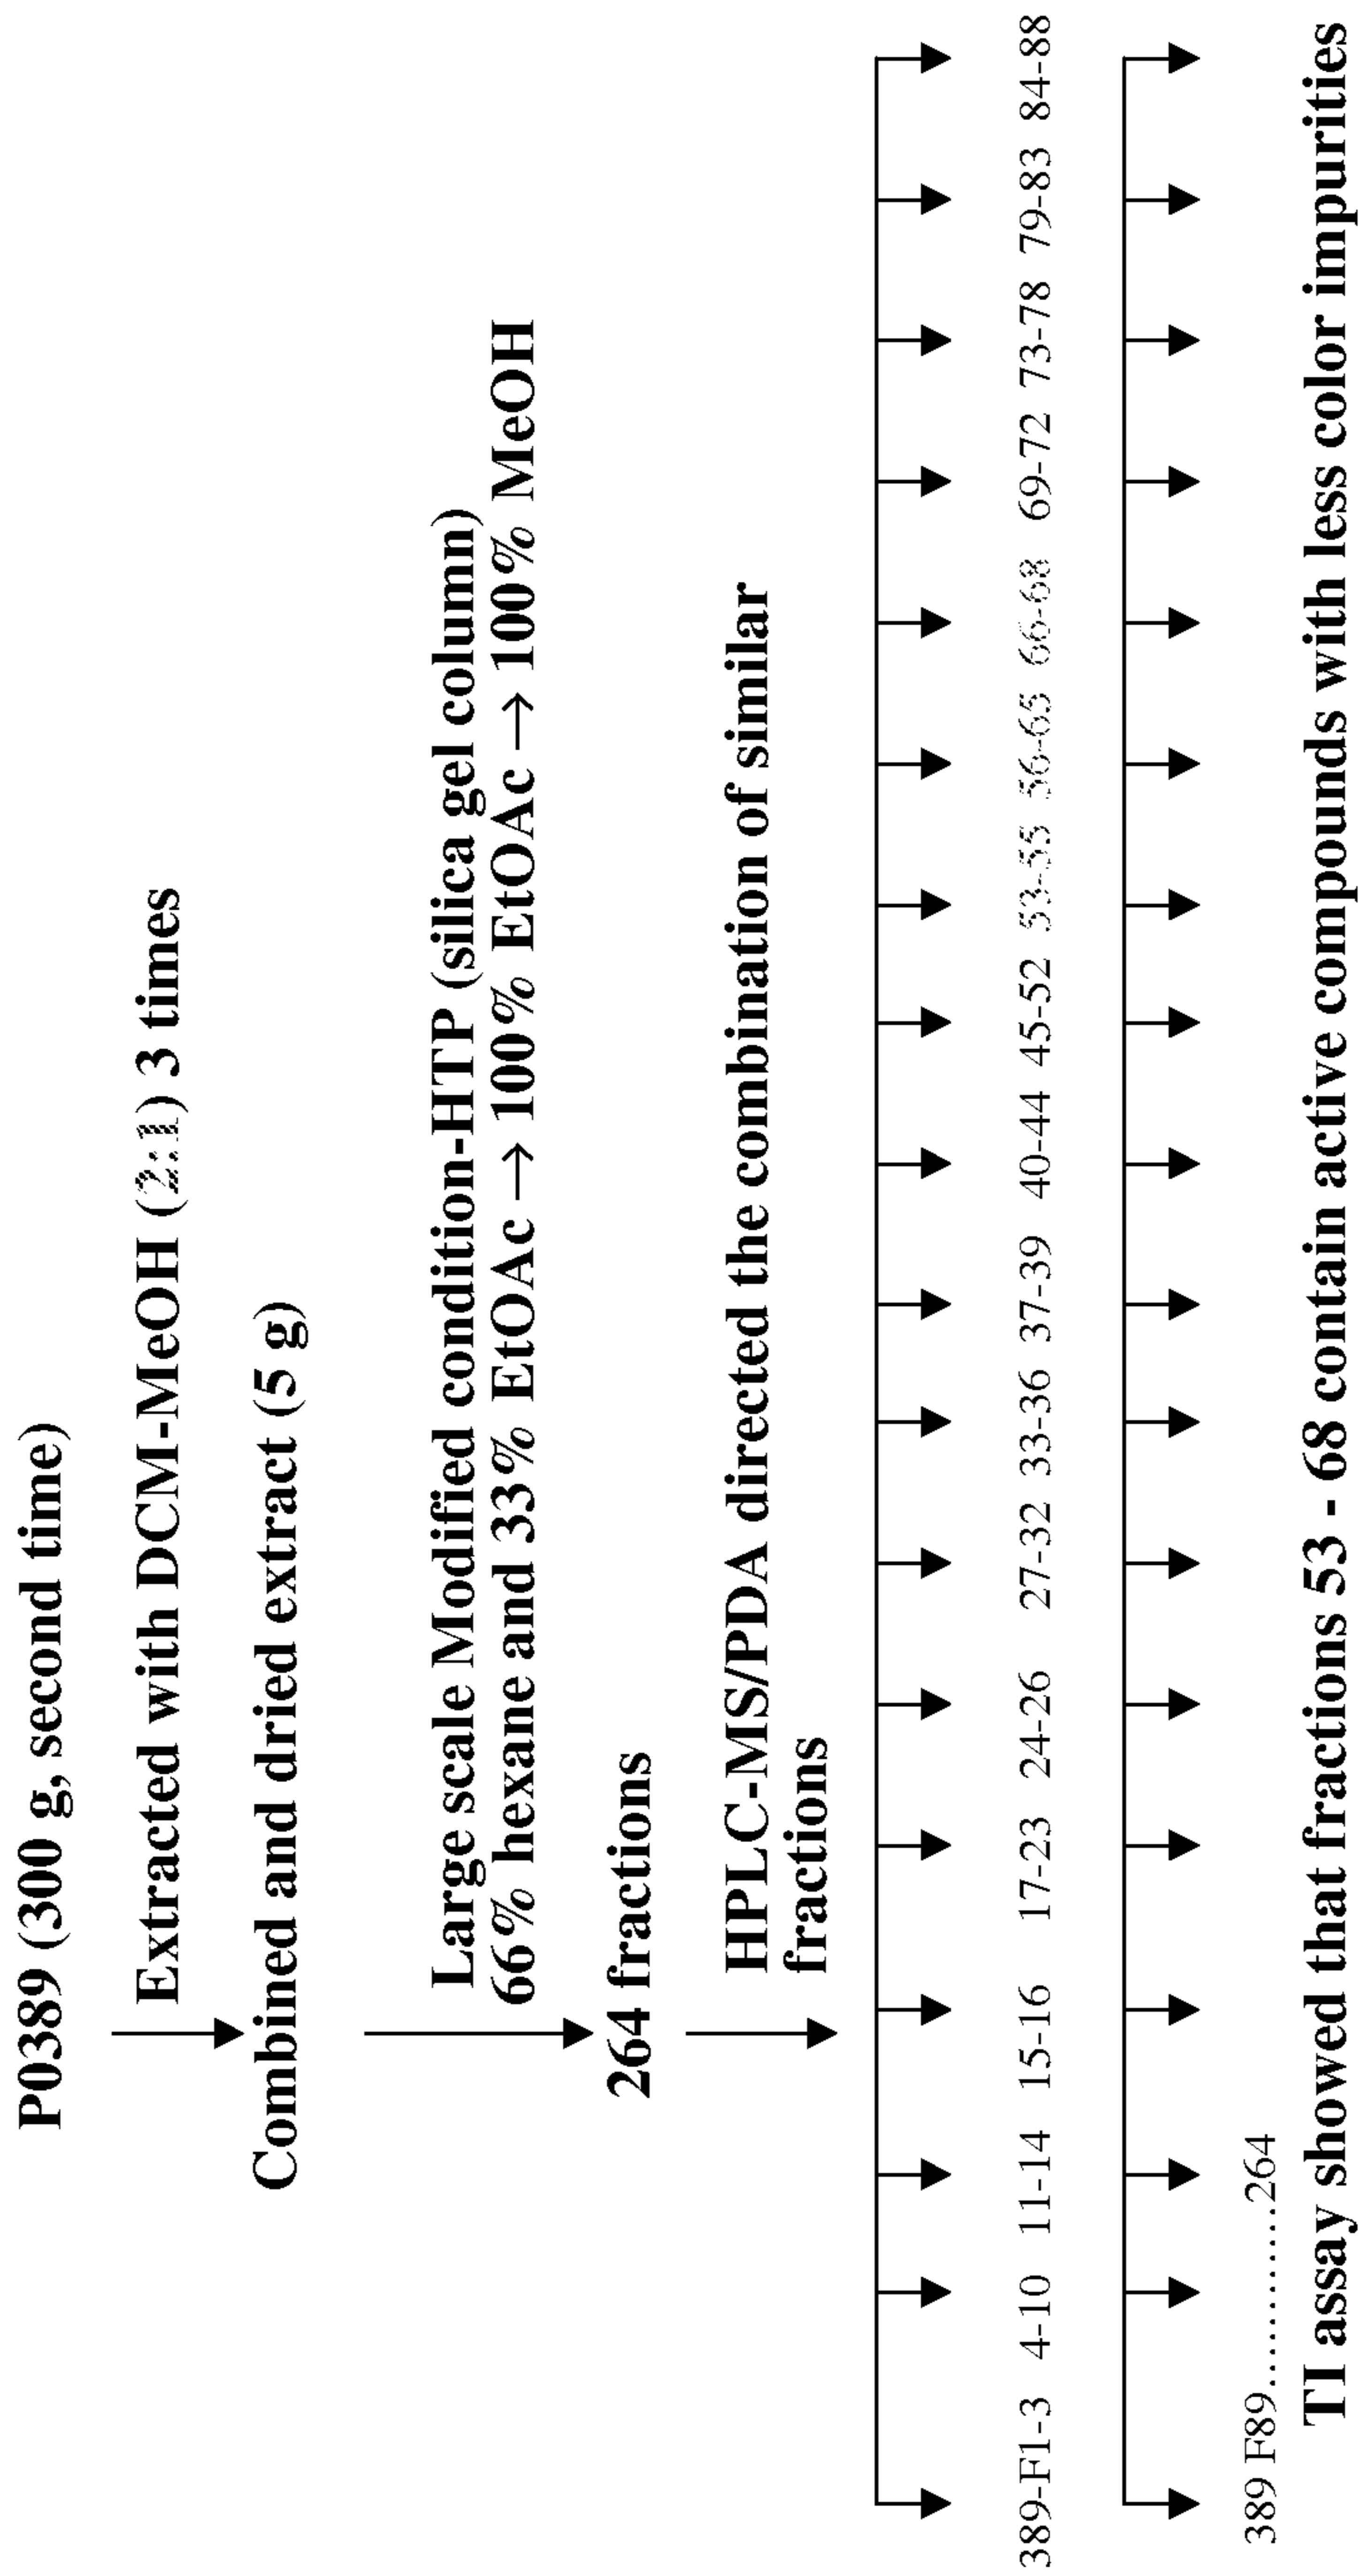 P0389 (300 g, second time)
Extracted with DCM-MeOH (2:1) 3 times
Combined and dried extract (5 g)
Large scale Modified condition-HTP (silica gel column)
66% hexane and 33% EtOAc → 100% EtOAc → 100% MeOH
264 fractions
HPLC-MS/PDA directed the combination of similar
fractions
389-F1-3 4-10 11-14 15-16 17-23 24-26 27-32 33-36 37-39 40-44 45-52 53-55 56-65 66-68 69-72 73-78 79-83 84-88
389 F89.............264
TI assay showed that fractions 53 - 68 contain active compounds with less color impurities